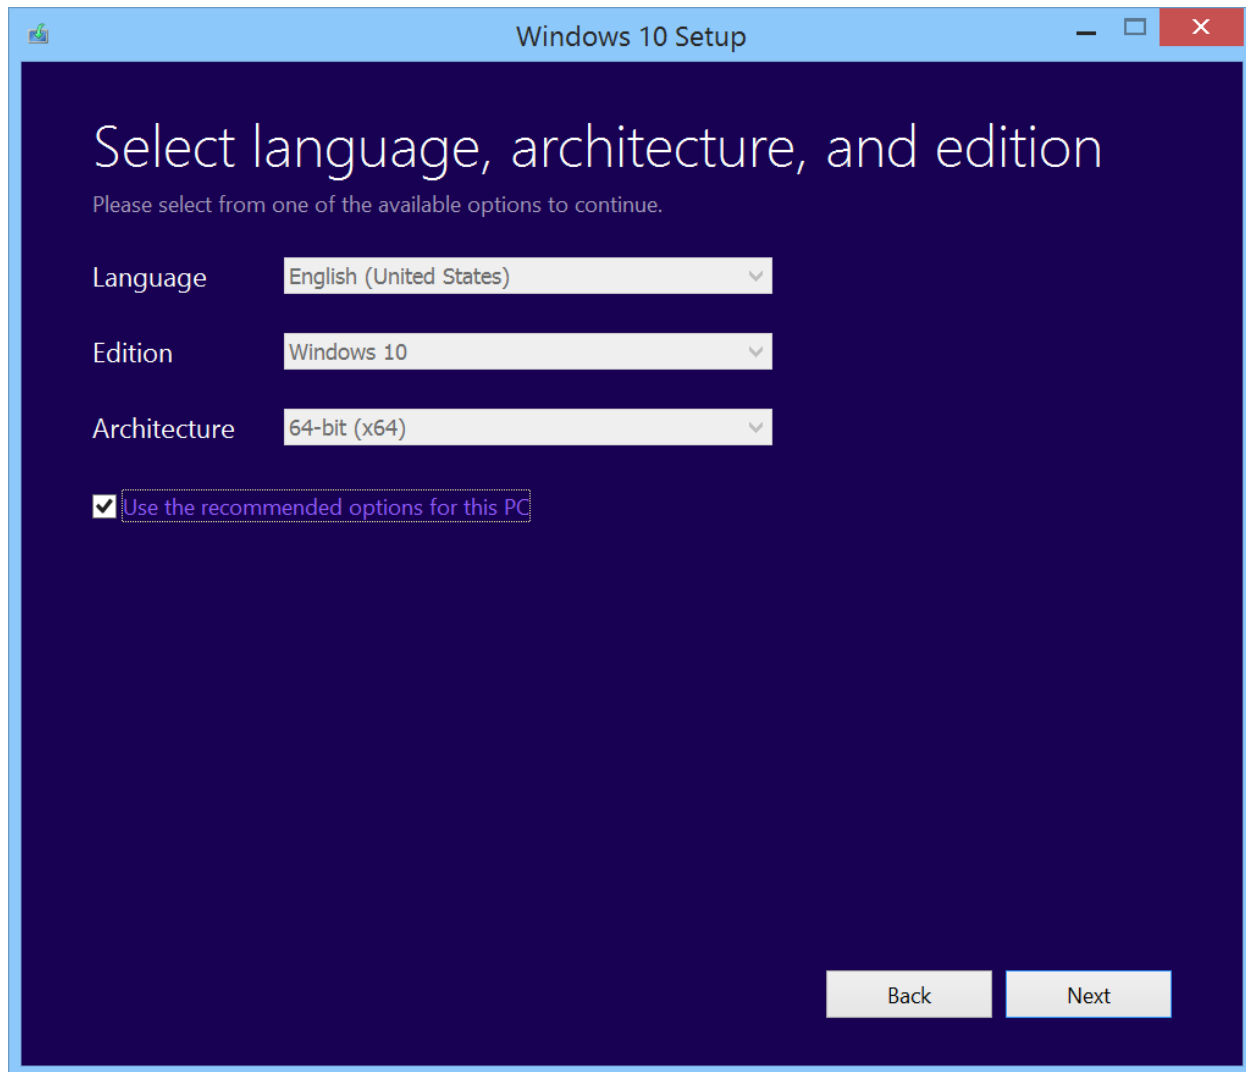 Windows 10 Setup
Select language, architecture, and edition
Please select from one of the available options to continue.
Language English (United States)
Edition Windows 10
Architecture 64-bit (x64)
Use the recommended options for this PC
Back Next